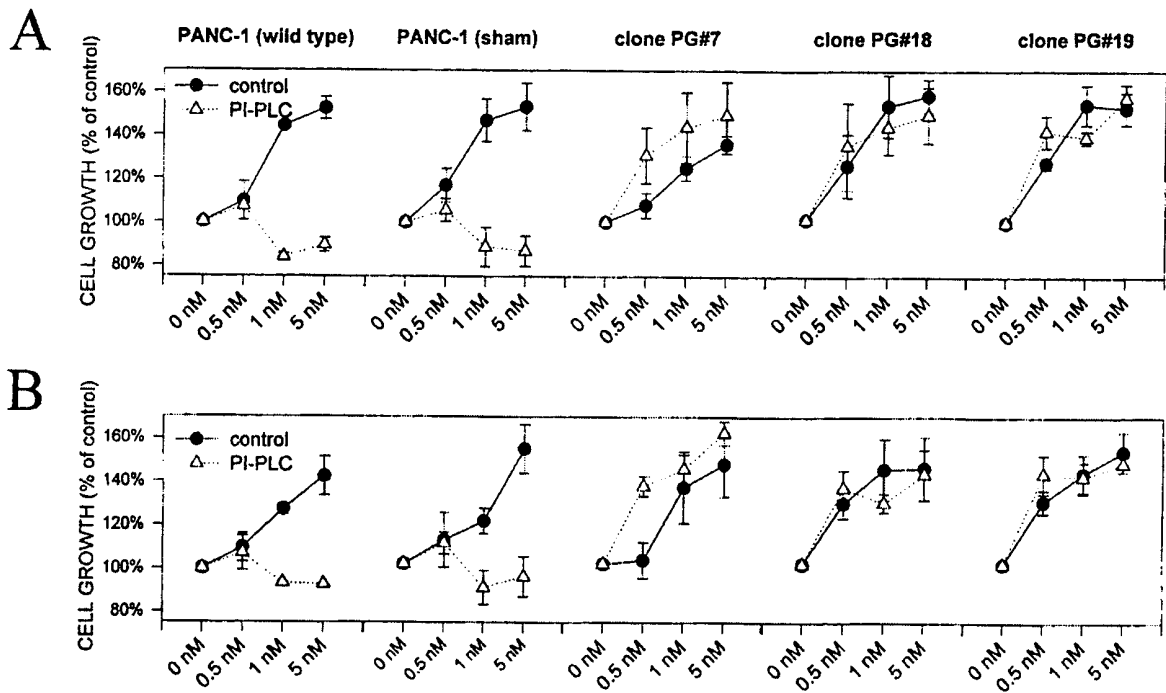 A
PANC-1 (wild type) PANC-1 (sham) clone PG#7 clone PG#18 clone PG#19
CELL GROWTH (% of control)
160%
140%
120%
100%
80%
control
PI-PLC
0 nM 0.5 nM 1 nM 5 nM 0 nM 0.5 nM 1 nM 5 nM 0 nM 0.5 nM 1 nM 5 nM 0 nM 0.5 nM 1 nM 5 nM 0 nM 0.5 nM 1 nM 5 nM
B
CELL GROWTH (% of control)
160%
140%
120%
100%
80%
control
PI-PLC
0 nM 0.5 nM 1 nM 5 nM 0 nM 0.5 nM 1 nM 5 nM 0 nM 0.5 nM 1 nM 5 nM 0 nM 0.5 nM 1 nM 5 nM 0 nM 0.5 nM 1 nM 5 nM